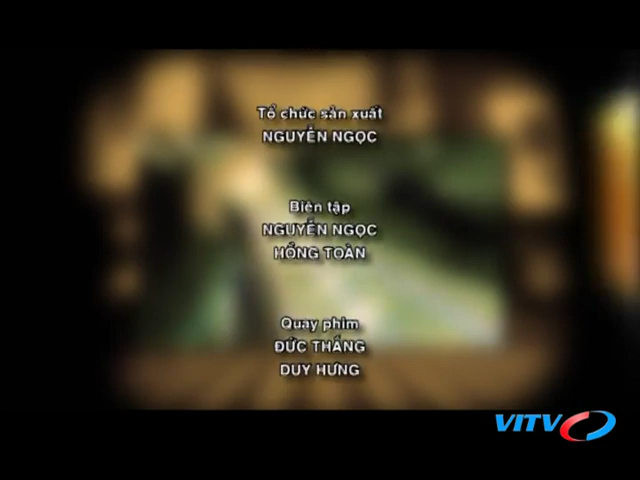 Tổ chức sản xuất
NGUYỄN NGỌC
Biên tập
NGUYỄN NGỌC
HỒNG TOÀN
Quay phim
ĐỨC THẮNG
DUY HƯNG
VITV